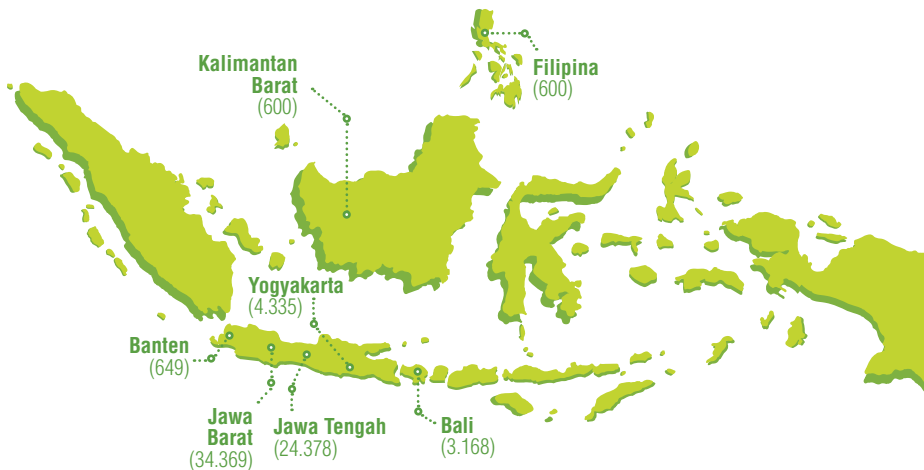 Kalimantan
Barat
(600)
Filipina
(600)
Yogyakarta
(4.335)
Banten
(649)
Jawa
Barat
(34.369)
Jawa Tengah
(24.378)
Bali
(3.168)